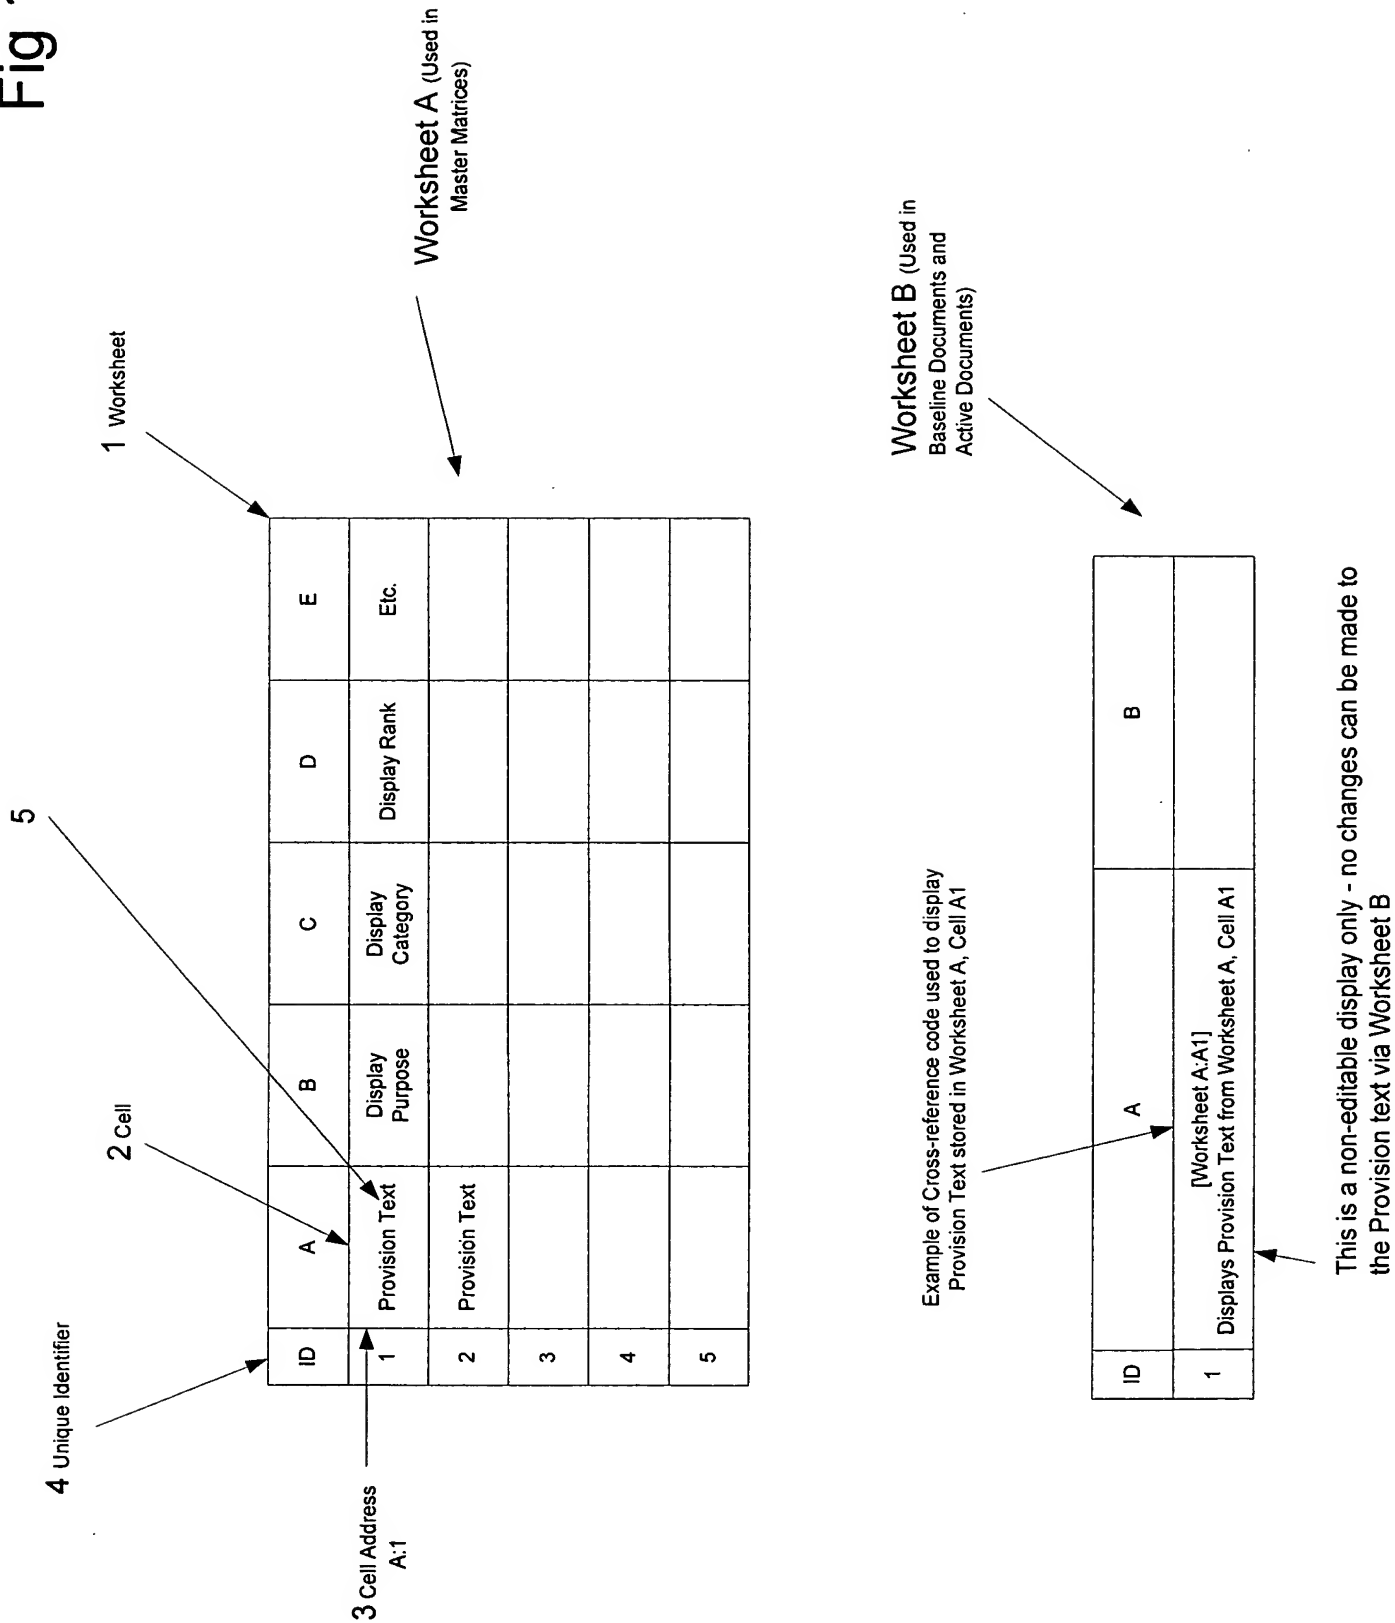 Fig
5
4 Unique Identifier
2 Cell
1 Worksheet
3 Cell Address
A:1
ID A B C D E
1 Provision Text Display Purpose Display Category Display Rank Etc.
2 Provision Text
3
4
5
Worksheet A (Used in
Master Matrices)
Worksheet B (Used in
Baseline Documents and
Active Documents)
Example of Cross-reference code used to display
Provision Text stored in Worksheet A, Cell A1
ID A B
1 [Worksheet A:A1]
Displays Provision Text from Worksheet A, Cell A1
This is a non-editable display only - no changes can be made to
the Provision text via Worksheet B